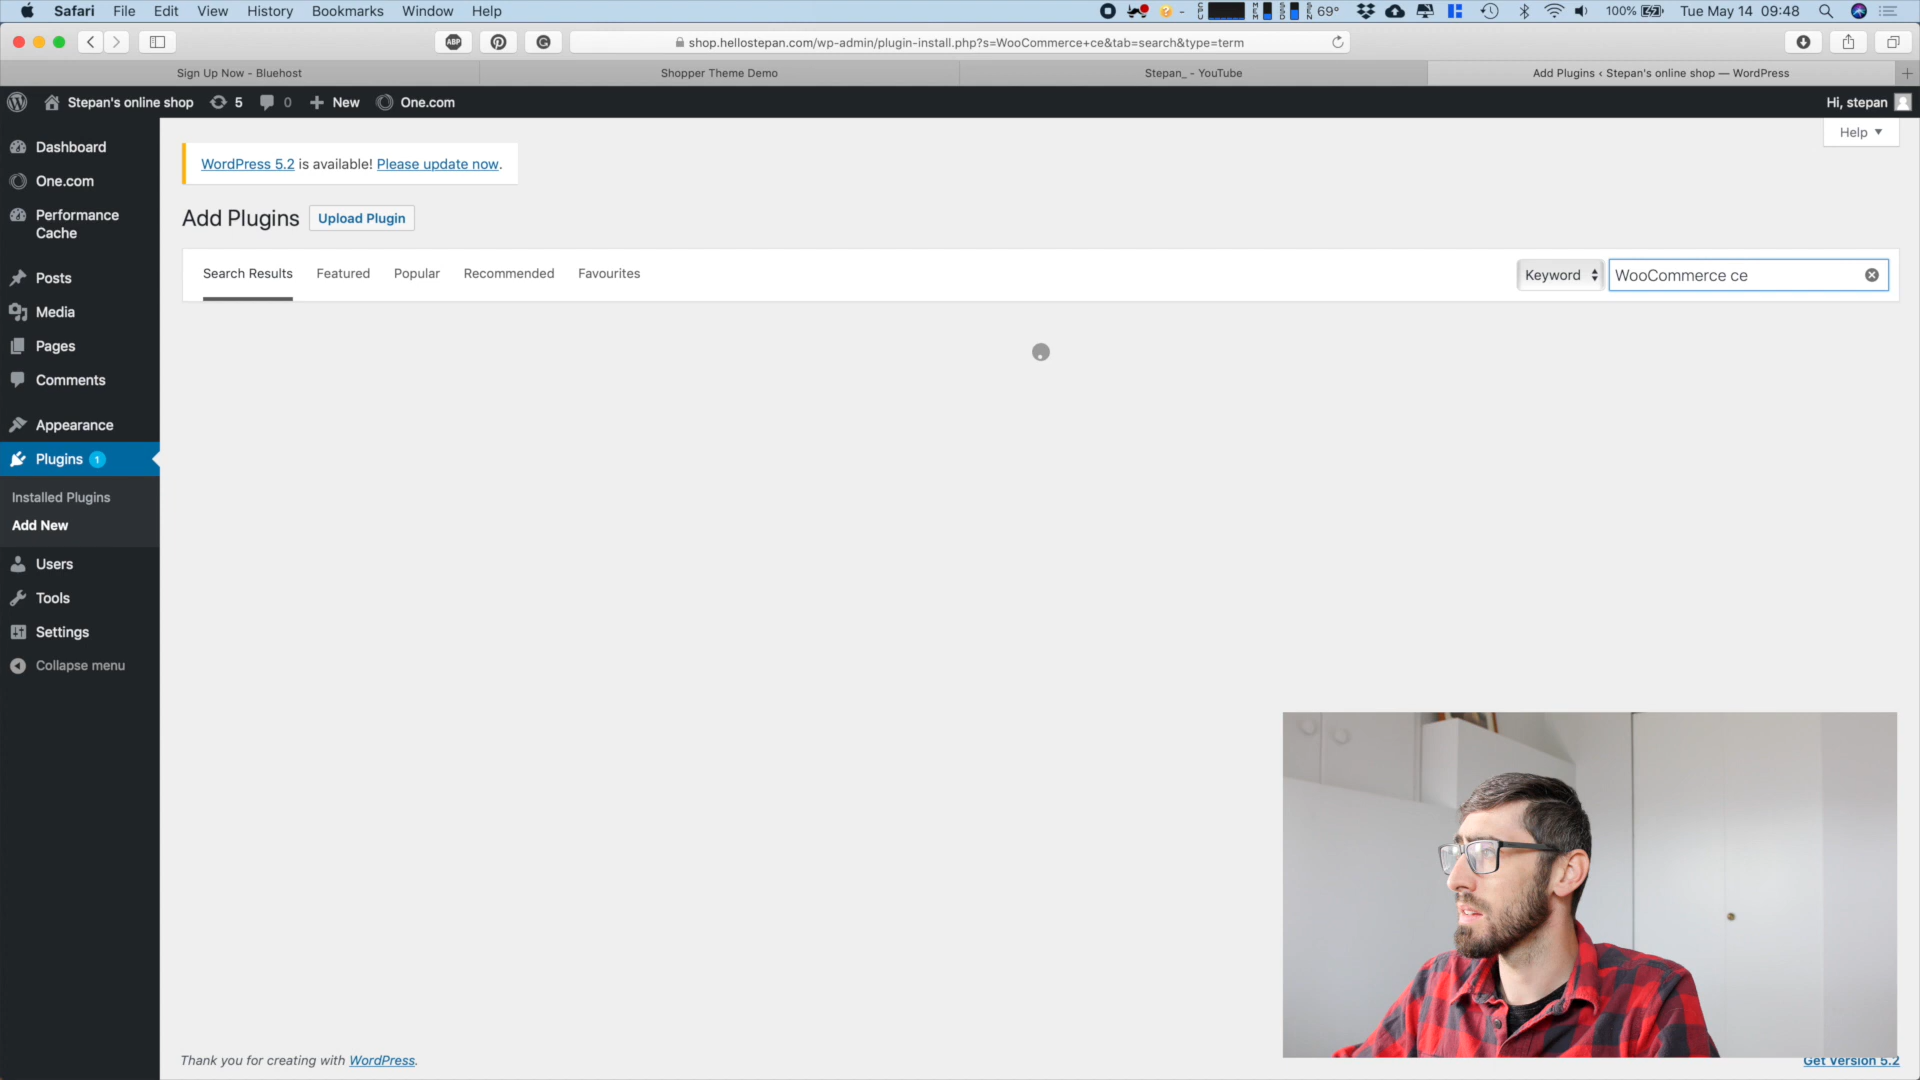 Safari File Edit View History Bookmarks Window Help 69° 100% Tue May 14 09:48
ABP shop.hellostepan.com/wp-admin/plugin-install.php?s=WooCommerce+ce&tab=search&type=term
Sign Up Now - Bluehost Shopper Theme Demo Stepan_ - YouTube Add Plugins ‹ Stepan's online shop — WordPress
Stepan's online shop 5 0 New One.com Hi, stepan
Help
Dashboard
One.com
Performance
Cache
Posts
Media
Pages
Comments
Appearance
Plugins 1
Installed Plugins
Add New
Users
Tools
Settings
Collapse menu
WordPress 5.2 is available! Please update now.
Add Plugins Upload Plugin
Search Results Featured Popular Recommended Favourites Keyword WooCommerce ce
Thank you for creating with WordPress.
Get Version 5.2